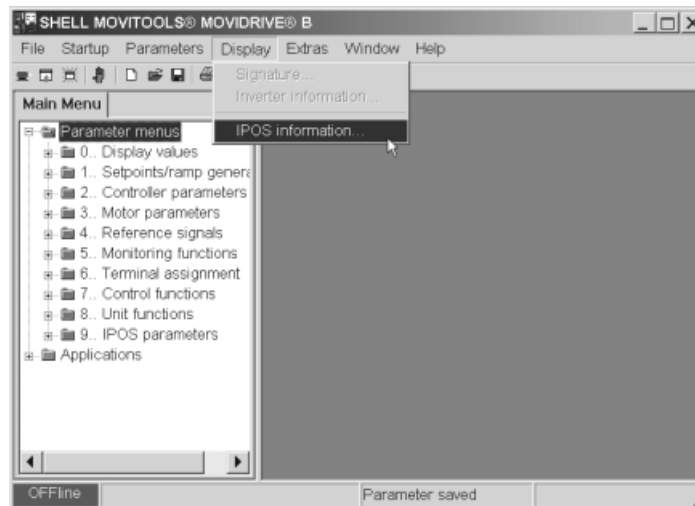 SHELL MOVITOOLS® MOVIDRIVE® B
File Startup Parameters Display Extras Window Help
Signature...
Inverter information...
IPOS information...
Main Menu
Parameter menus
0.. Display values
1.. Setpoints/ramp genera
2.. Controller parameters
3.. Motor parameters
4.. Reference signals
5.. Monitoring functions
6.. Terminal assignment
7.. Control functions
8.. Unit functions
9.. IPOS parameters
Applications
OFFline Parameter saved